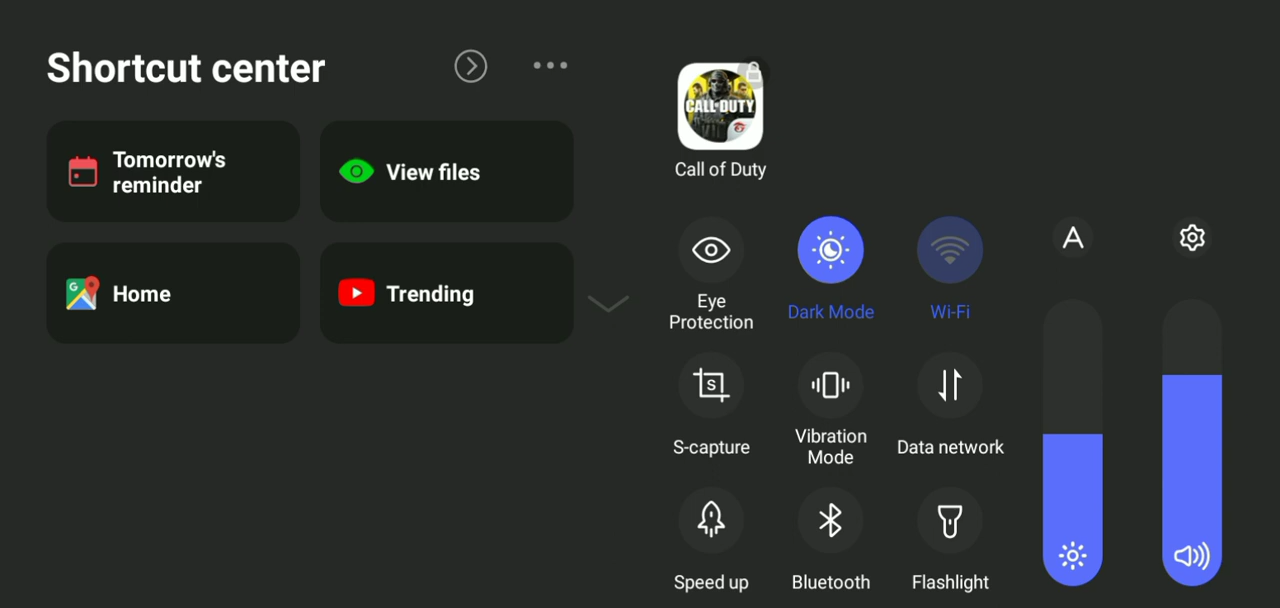 Shortcut center
Tomorrow's
reminder
View files
Home
Trending
CALL·DUTY
Call of Duty
Eye
Protection
Dark Mode
Wi-Fi
S-capture
Vibration
Mode
Data network
Speed up
Bluetooth
Flashlight
A
S
G